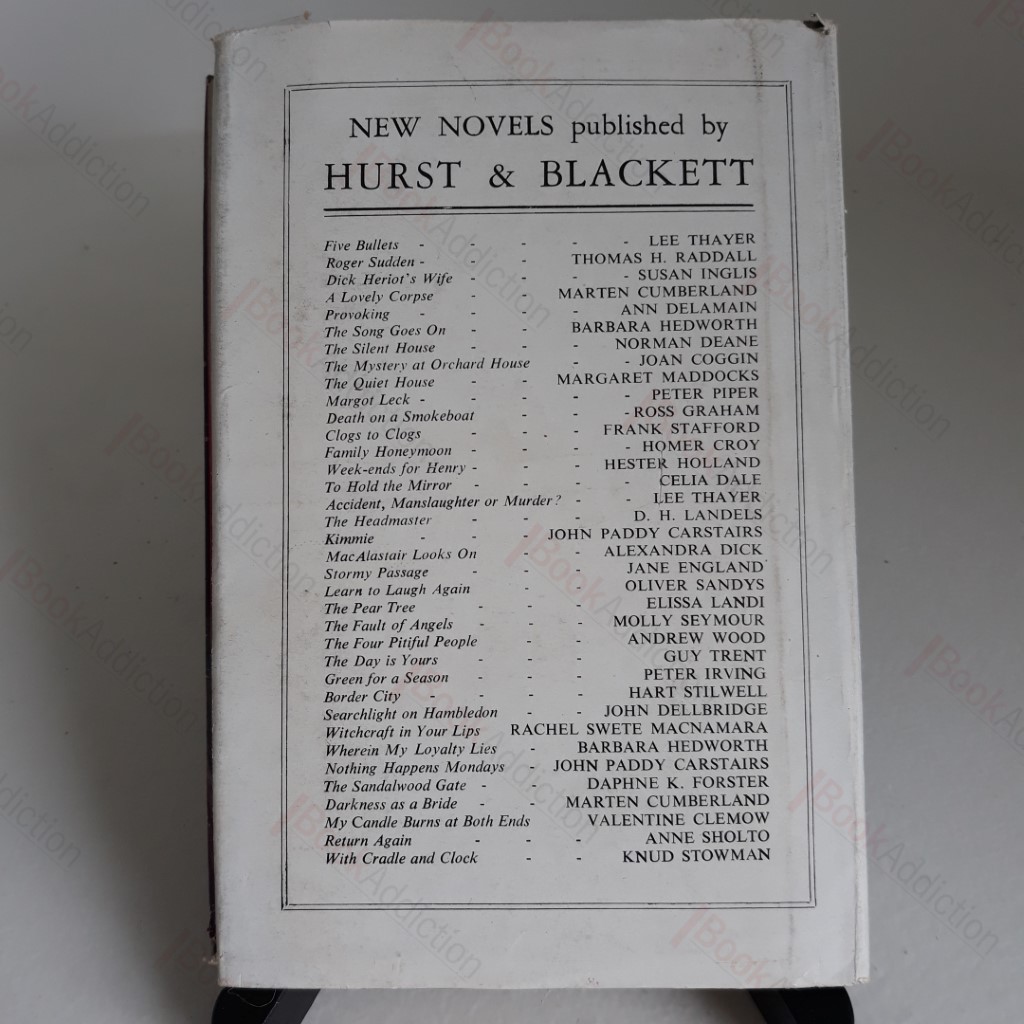 NEW NOVELS published by
HURST & BLACKETT
Five Bullets - - - - - LEE THAYER
Roger Sudden - - - THOMAS H. RADDALL
Dick Heriot's Wife - - - - SUSAN INGLIS
A Lovely Corpse - - MARTEN CUMBERLAND
Provoking - - - - ANN DELAMAIN
The Song Goes On - - BARBARA HEDWORTH
The Silent House - - - NORMAN DEANE
The Mystery at Orchard House - - JOAN COGGIN
The Quiet House - - MARGARET MADDOCKS
Margot Leck - - - - - PETER PIPER
Death on a Smokeboat - - - ROSS GRAHAM
Clogs to Clogs - - . - FRANK STAFFORD
Family Honeymoon - - - - HOMER CROY
Week-ends for Henry - - - HESTER HOLLAND
To Hold the Mirror - - - - CELIA DALE
Accident, Manslaughter or Murder? - - LEE THAYER
The Headmaster - - - D. H. LANDELS
Kimmie - - - JOHN PADDY CARSTAIRS
MacAlastair Looks On - - ALEXANDRA DICK
Stormy Passage - - - JANE ENGLAND
Learn to Laugh Again - - OLIVER SANDYS
The Pear Tree - - - ELISSA LANDI
The Fault of Angels - - - MOLLY SEYMOUR
The Four Pitiful People - - ANDREW WOOD
The Day is Yours - - - GUY TRENT
Green for a Season - - - PETER IRVING
Border City - - - - HART STILWELL
Searchlight on Hambledon - - JOHN DELLBRIDGE
Witchcraft in Your Lips RACHEL SWETE MACNAMARA
Wherein My Loyalty Lies - BARBARA HEDWORTH
Nothing Happens Mondays - JOHN PADDY CARSTAIRS
The Sandalwood Gate - - DAPHNE K. FORSTER
Darkness as a Bride - - MARTEN CUMBERLAND
My Candle Burns at Both Ends VALENTINE CLEMOW
Return Again - - - ANNE SHOLTO
With Cradle and Clock - - KNUD STOWMAN